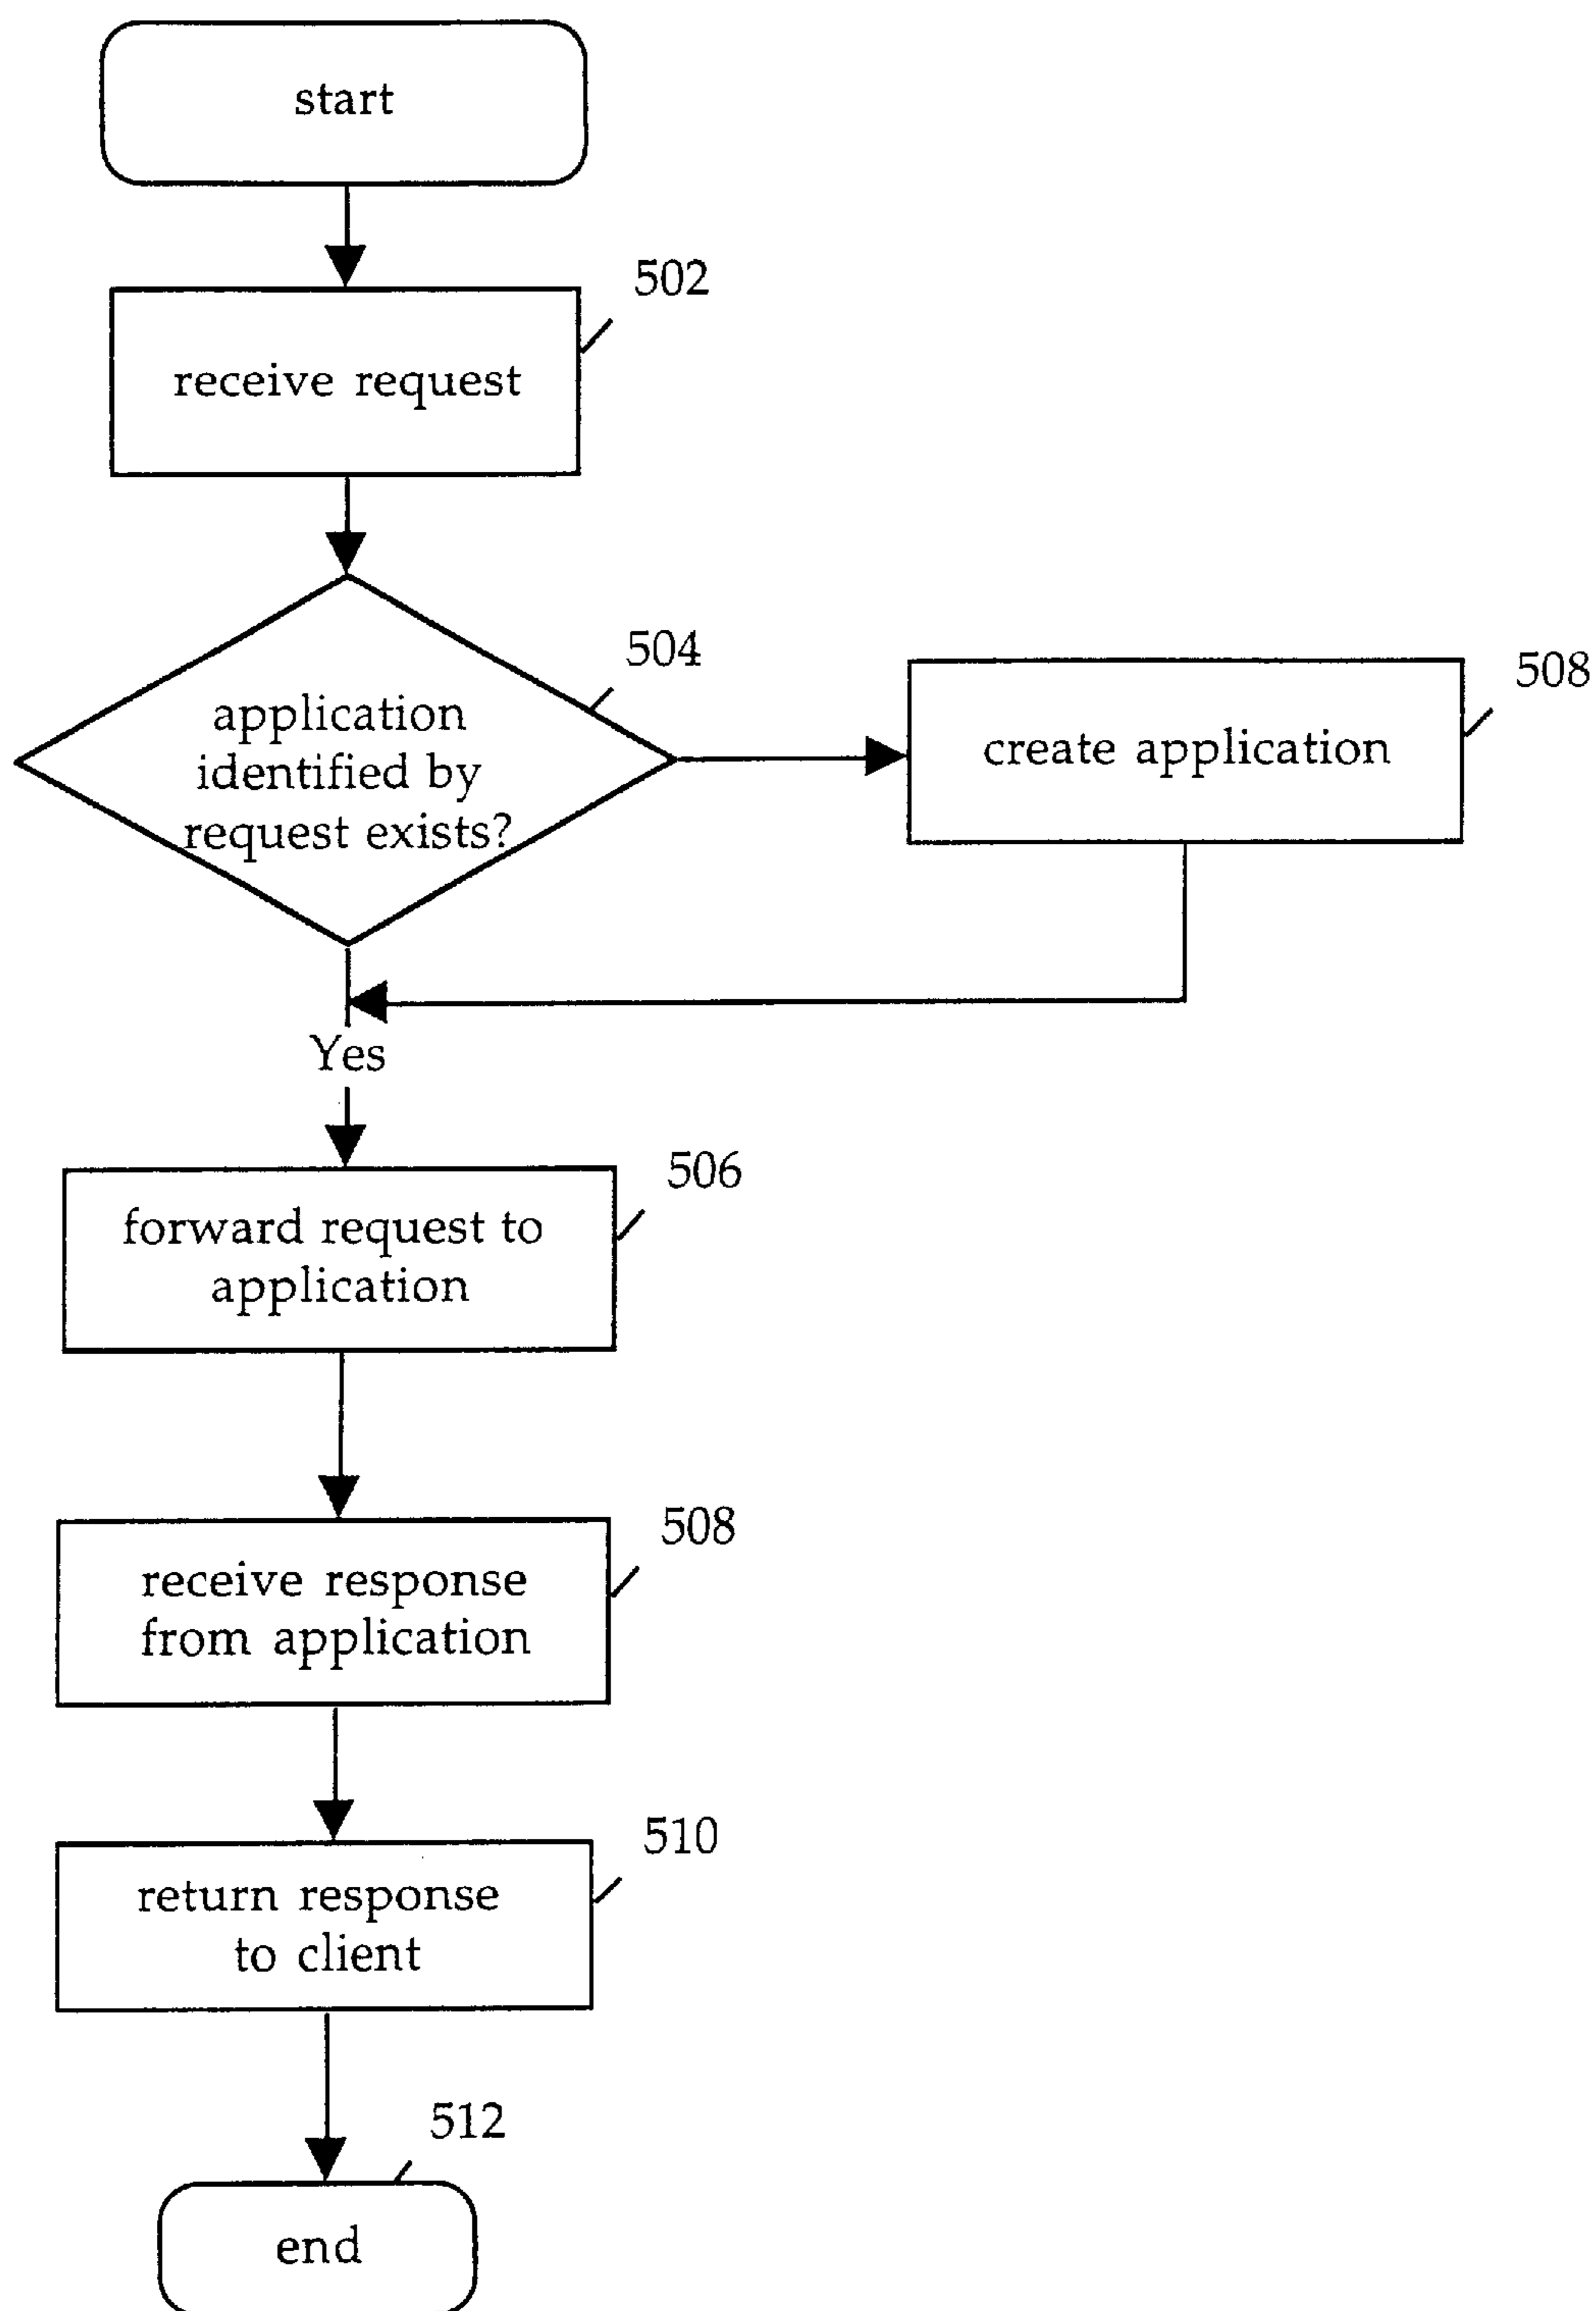 start
502
receive request
504
application
identified by
request exists?
508
create application
Yes
506
forward request to
application
508
receive response
from application
510
return response
to client
512
end